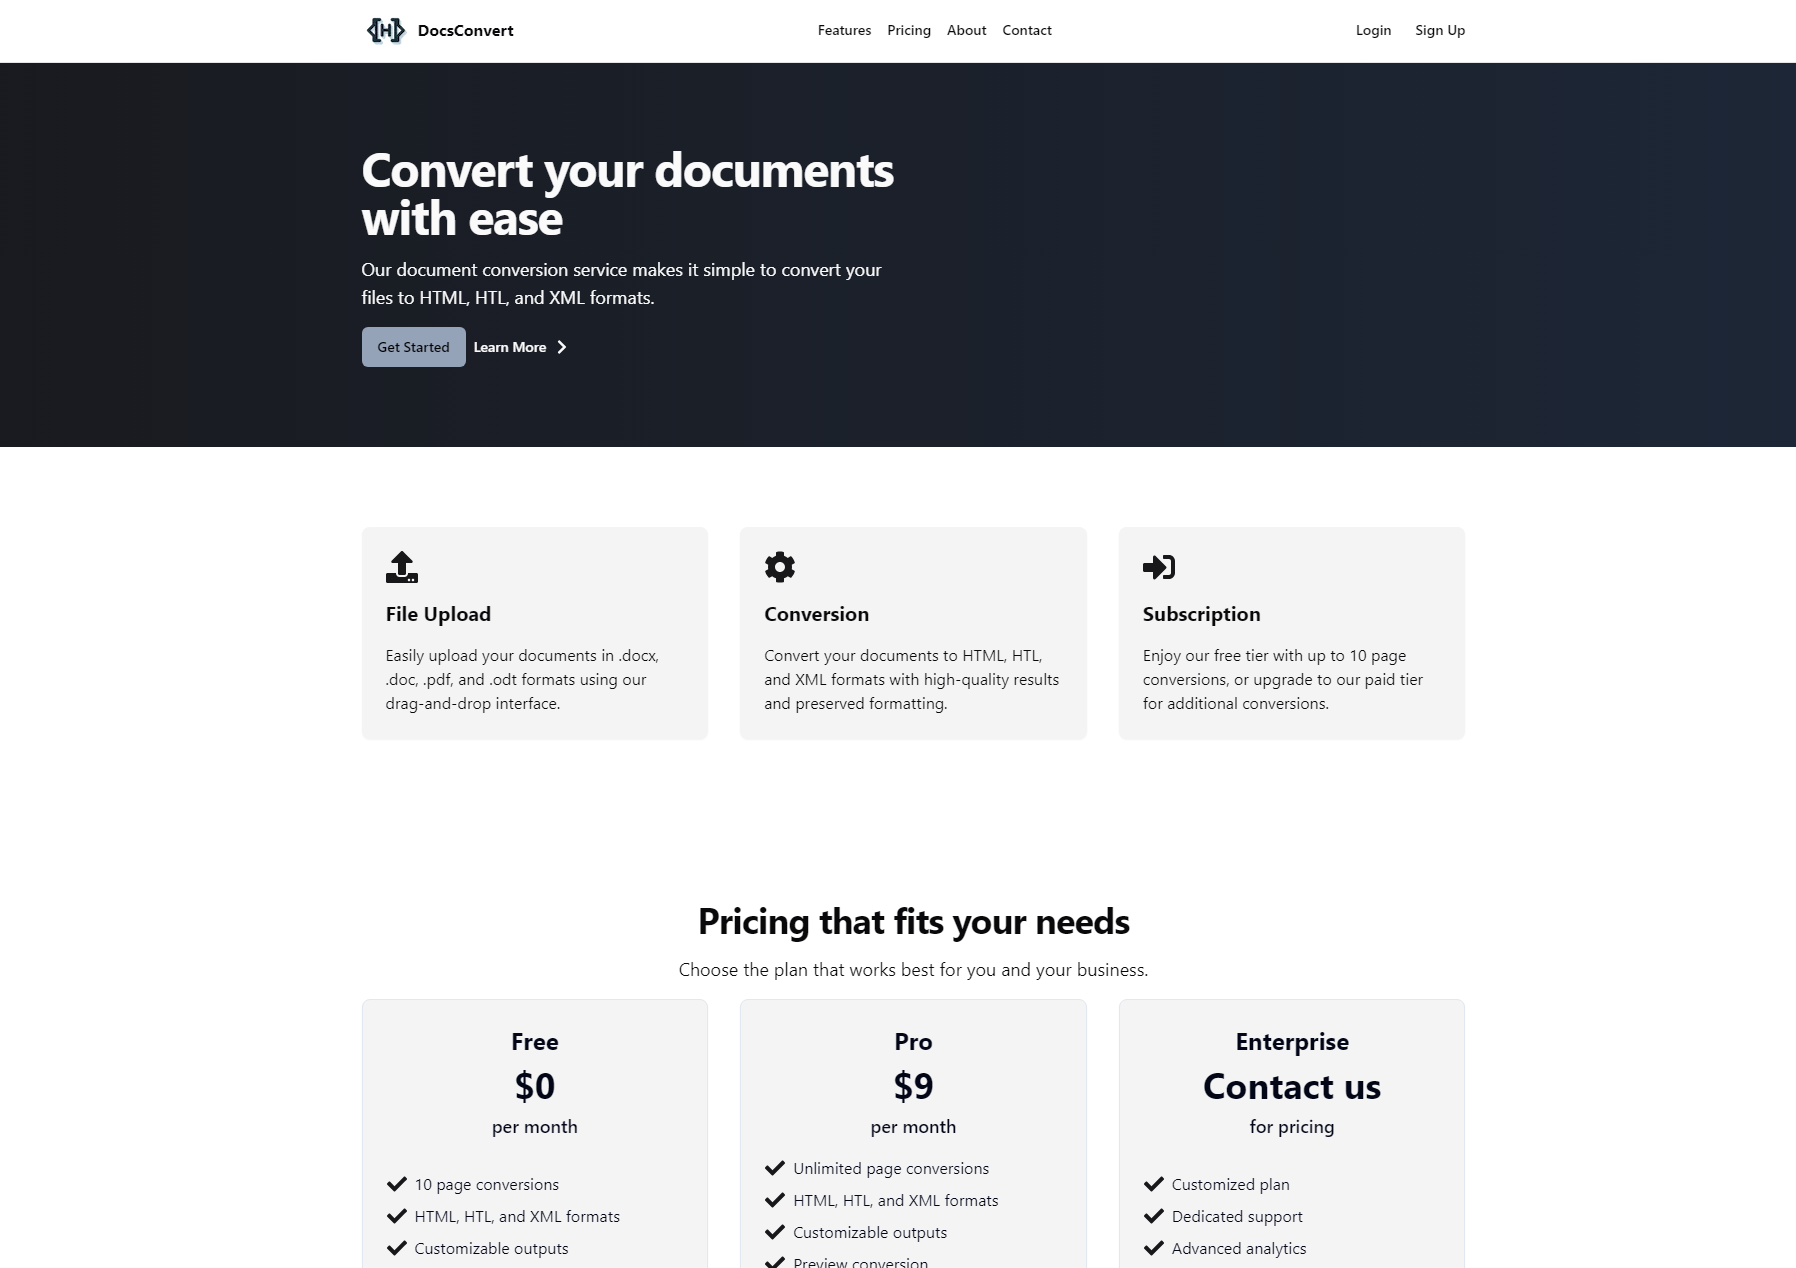 DocsConvert
Features Pricing About Contact
Login Sign Up
Convert your documents
with ease
Our document conversion service makes it simple to convert your
files to HTML, HTL, and XML formats.
Get Started Learn More
File Upload
Easily upload your documents in .docx,
.doc, .pdf, and .odt formats using our
drag-and-drop interface.
Conversion
Convert your documents to HTML, HTL,
and XML formats with high-quality results
and preserved formatting.
Subscription
Enjoy our free tier with up to 10 page
conversions, or upgrade to our paid tier
for additional conversions.
Pricing that fits your needs
Choose the plan that works best for you and your business.
Free
$0
per month
10 page conversions
HTML, HTL, and XML formats
Customizable outputs
Pro
$9
per month
Unlimited page conversions
HTML, HTL, and XML formats
Customizable outputs
Preview conversion
Enterprise
Contact us
for pricing
Customized plan
Dedicated support
Advanced analytics